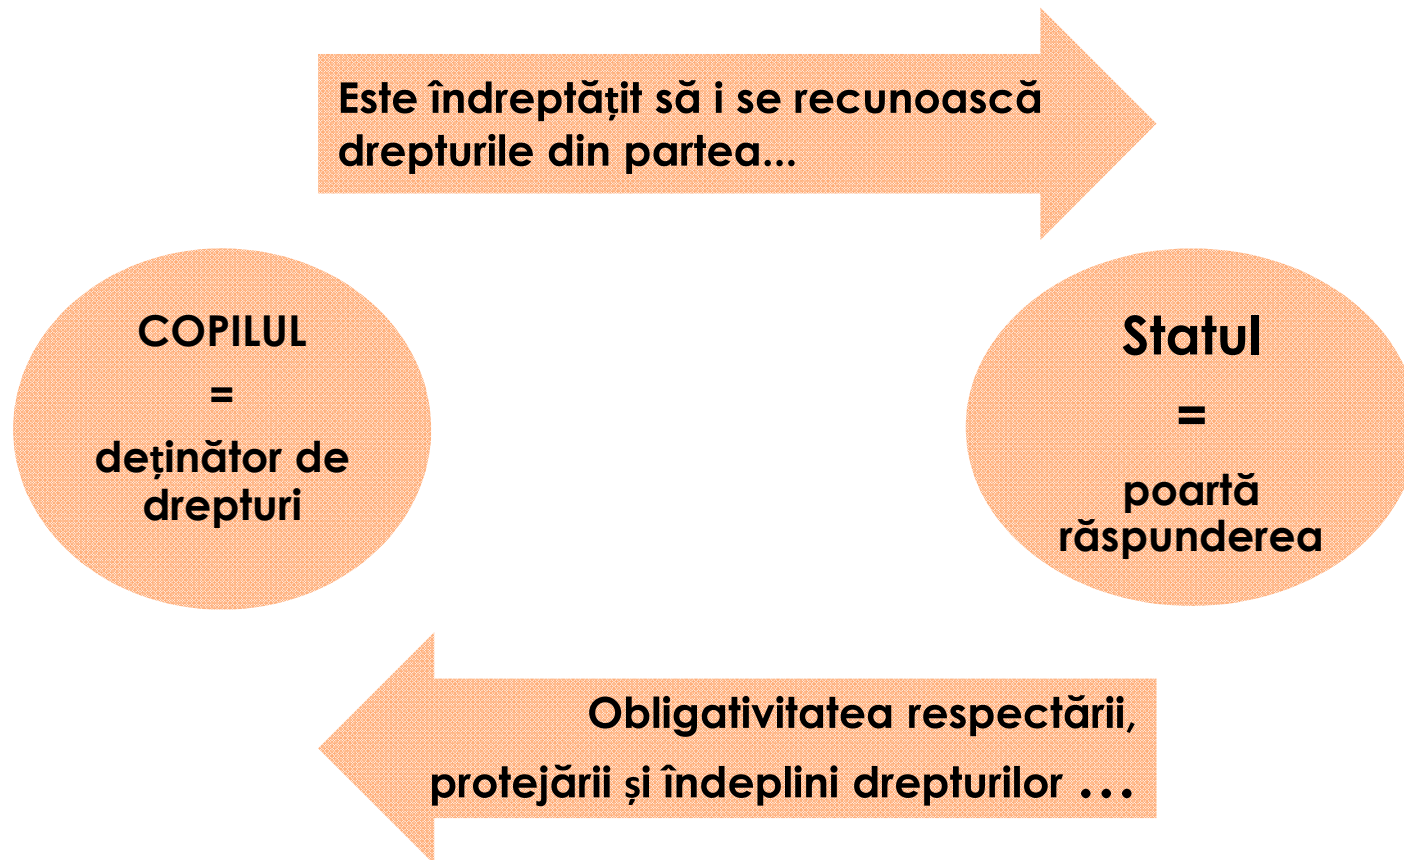 Este îndreptățit să i se recunoască
drepturile din partea...
COPILUL
=
deținător de
drepturi
Statul
=
poartă
răspunderea
Obligativitatea respectării,
protejării și îndeplini drepturilor ...